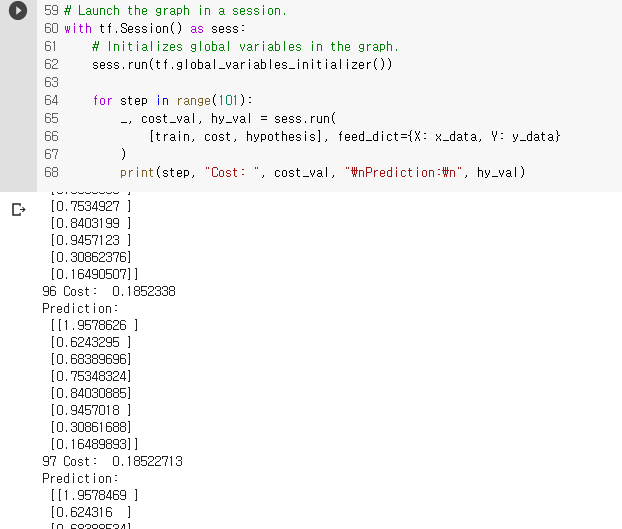 59 # Launch the graph in a session.
60 with tf.Session() as sess:
61     # Initializes global variables in the graph.
62     sess.run(tf.global_variables_initializer())
63
64     for step in range(101):
65         _, cost_val, hy_val = sess.run(
66             [train, cost, hypothesis], feed_dict={X: x_data, Y: y_data}
67         )
68         print(step, "Cost: ", cost_val, "₩nPrediction:₩n", hy_val)
[0.7534927 ]
[0.8403199 ]
[0.9457123 ]
[0.30862376]
[0.16490507]]
96 Cost:  0.1852338
Prediction:
[[1.9578626 ]
[0.6243295 ]
[0.68389696]
[0.75348324]
[0.84030885]
[0.9457018 ]
[0.30861688]
[0.16489893]]
97 Cost:  0.18522713
Prediction:
[[1.9578469 ]
[0.624316  ]
[0.68388534]